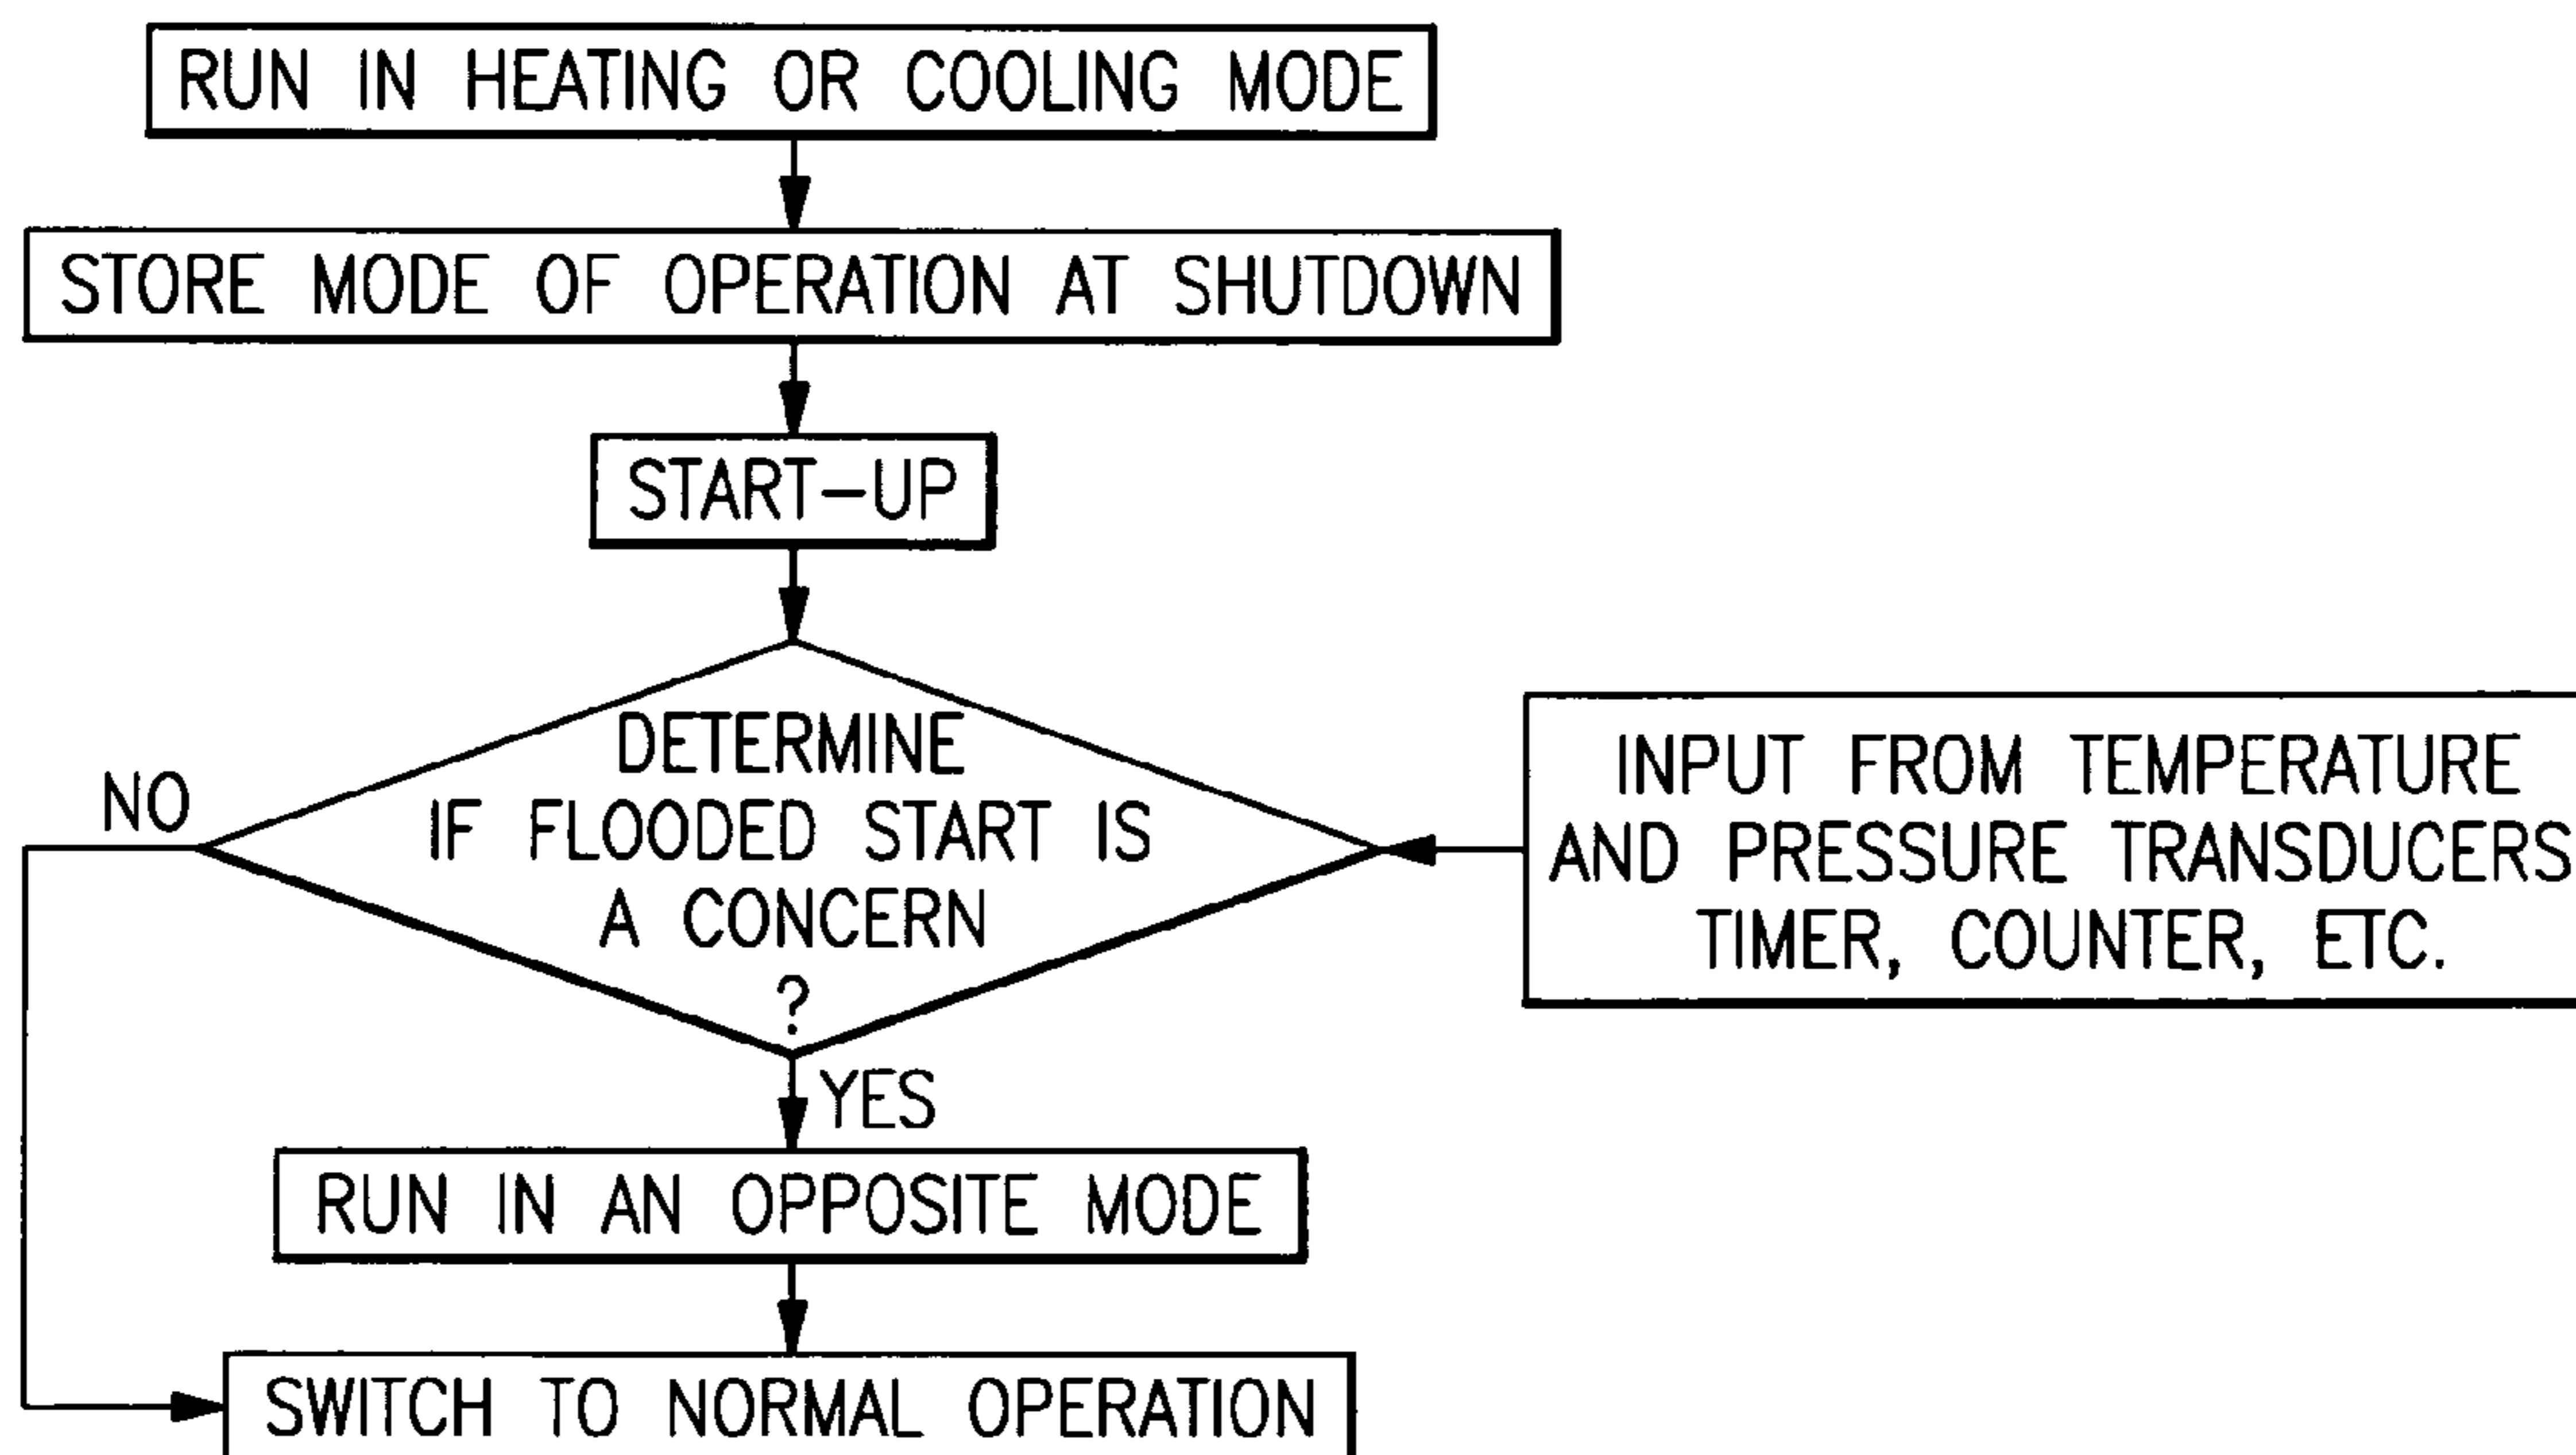 RUN IN HEATING OR COOLING MODE
STORE MODE OF OPERATION AT SHUTDOWN
START-UP
DETERMINE
IF FLOODED START IS
A CONCERN
?
NO
INPUT FROM TEMPERATURE
AND PRESSURE TRANSDUCERS
TIMER, COUNTER, ETC.
YES
RUN IN AN OPPOSITE MODE
SWITCH TO NORMAL OPERATION